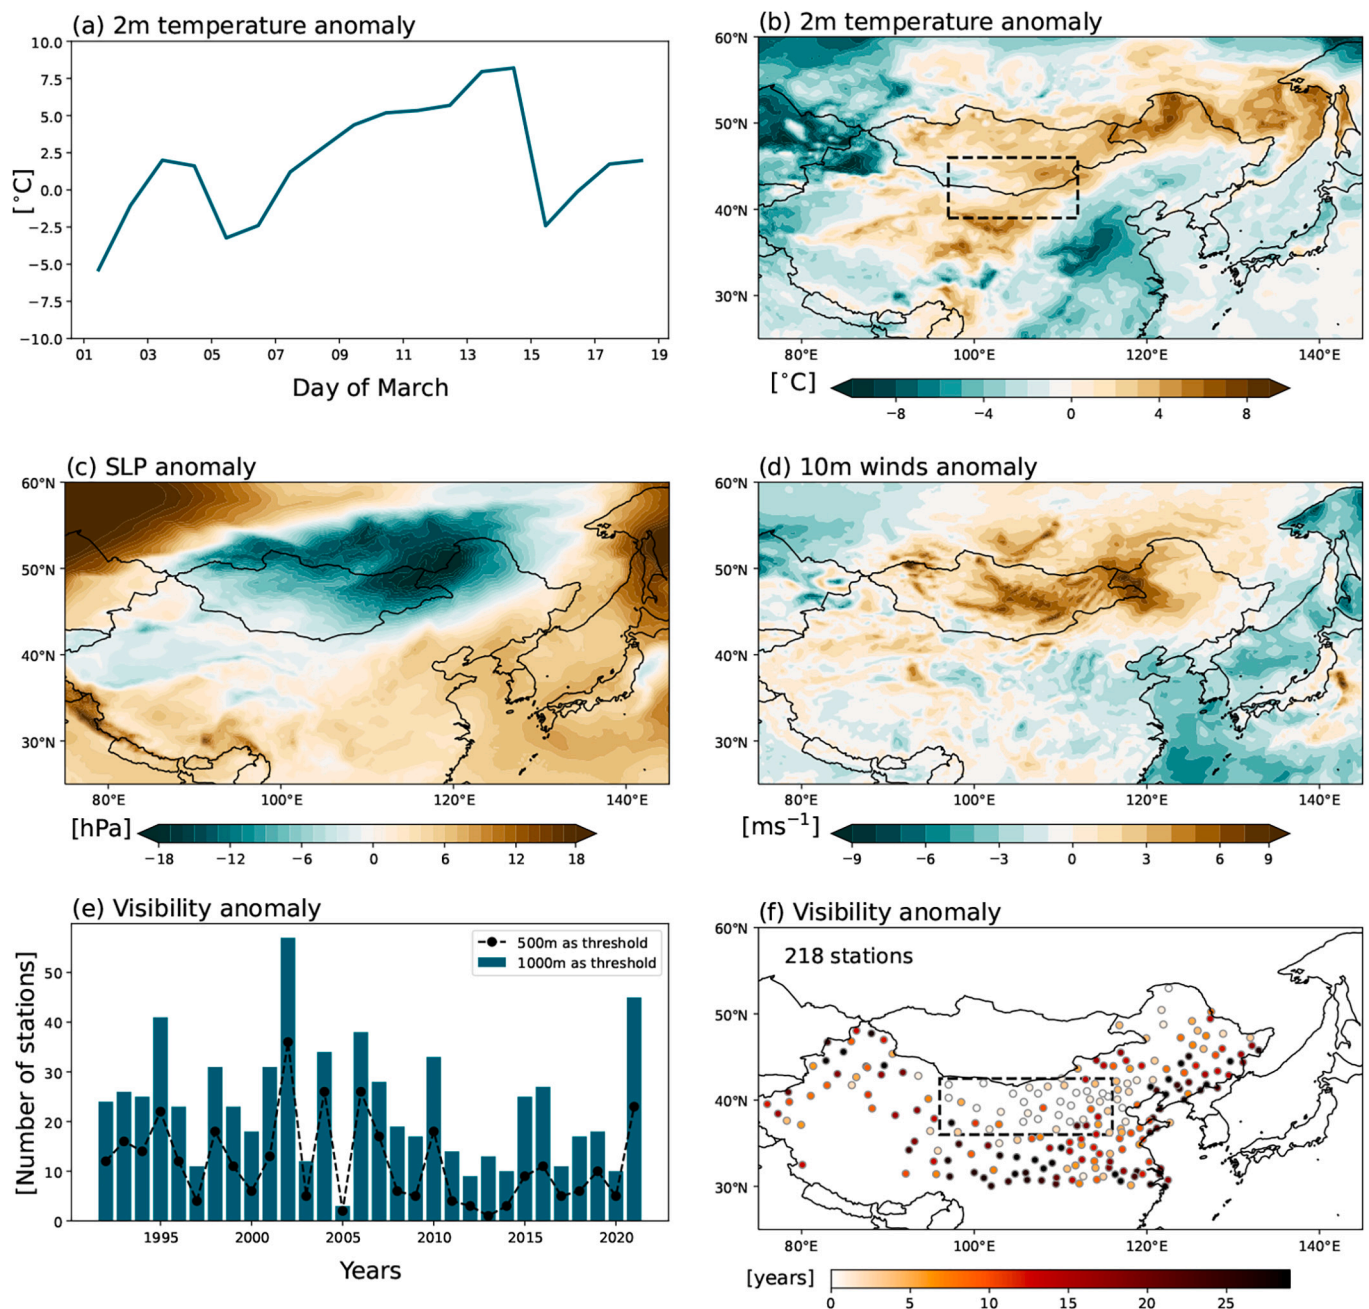 (a) 2m temperature anomaly
10.0
7.5
5.0
2.5
0.0
−2.5
−5.0
−7.5
−10.0
[°C]
01 03 05 07 09 11 13 15 17 19
Day of March
(b) 2m temperature anomaly
60°N
50°N
40°N
30°N
80°E 100°E 120°E 140°E
[°C]
−8 −4 0 4 8
(c) SLP anomaly
60°N
50°N
40°N
30°N
80°E 100°E 120°E 140°E
[hPa]
−18 −12 −6 0 6 12 18
(d) 10m winds anomaly
60°N
50°N
40°N
30°N
80°E 100°E 120°E 140°E
[ms⁻¹]
−9 −6 −3 0 3 6 9
(e) Visibility anomaly
500m as threshold
1000m as threshold
50
40
30
20
10
0
[Number of stations]
1995 2000 2005 2010 2015 2020
Years
(f) Visibility anomaly
218 stations
60°N
50°N
40°N
30°N
80°E 100°E 120°E 140°E
[years]
0 5 10 15 20 25